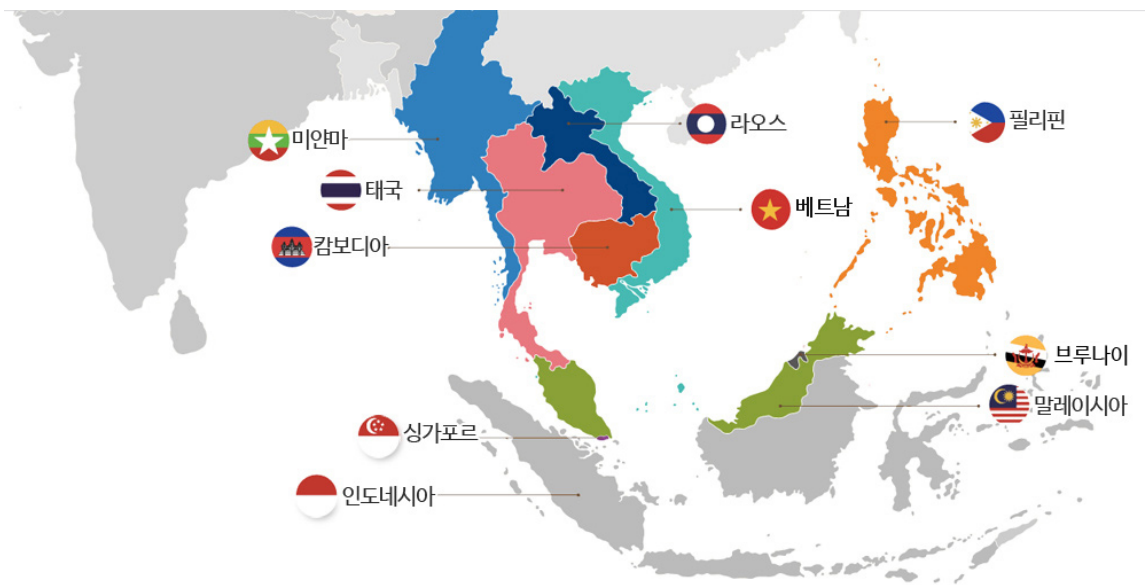 라오스
필리핀
미얀마
태국
베트남
캄보디아
브루나이
말레이시아
싱가포르
인도네시아